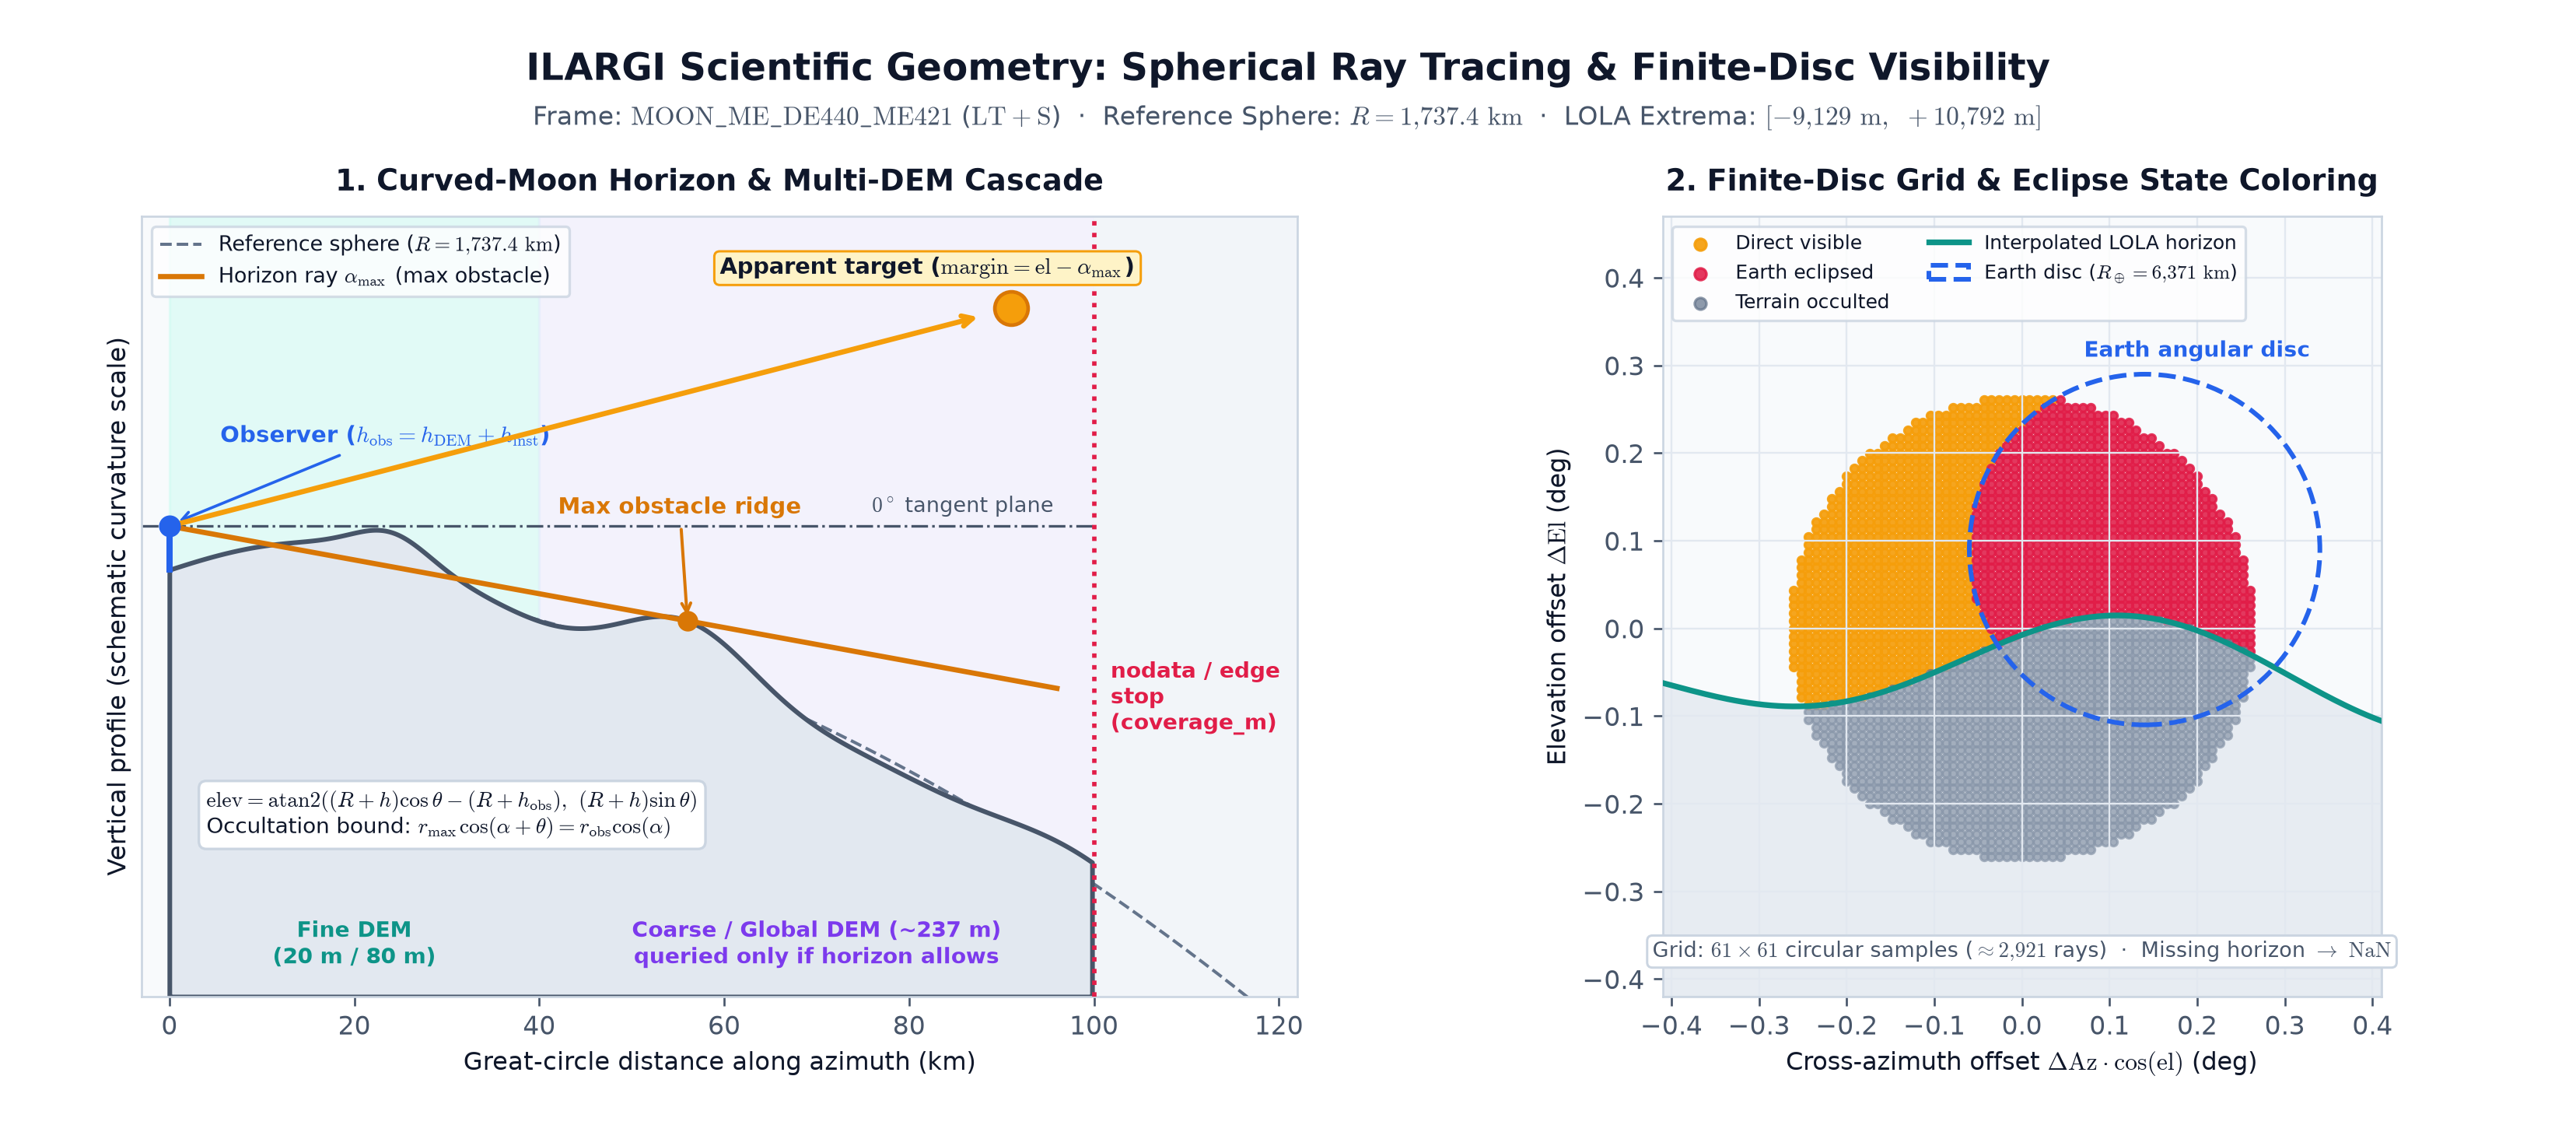 ILARGI Scientific Geometry: Spherical Ray Tracing & Finite-Disc Visibility
Frame: MOON_ME_DE440_ME421 (LT + S) · Reference Sphere: R = 1,737.4 km · LOLA Extrema: [−9,129 m, +10,792 m]
1. Curved-Moon Horizon & Multi-DEM Cascade
Reference sphere (R = 1,737.4 km)
Horizon ray α_max (max obstacle)
Apparent target (margin = el − α_max)
Observer (h_obs = h_DEM + h_inst)
Max obstacle ridge
0° tangent plane
nodata / edge
stop
(coverage_m)
elev = atan2((R + h)cos θ − (R + h_obs), (R + h)sin θ)
Occultation bound: r_max cos(α + θ) = r_obs cos(α)
Fine DEM
(20 m / 80 m)
Coarse / Global DEM (~237 m)
queried only if horizon allows
0 20 40 60 80 100 120
Great-circle distance along azimuth (km)
Vertical profile (schematic curvature scale)
2. Finite-Disc Grid & Eclipse State Coloring
Direct visible
Earth eclipsed
Terrain occulted
Interpolated LOLA horizon
Earth disc (R⊕ = 6,371 km)
Earth angular disc
0.4
0.3
0.2
0.1
0.0
−0.1
−0.2
−0.3
−0.4
Elevation offset ΔEl (deg)
Grid: 61 × 61 circular samples (≈ 2,921 rays) · Missing horizon → NaN
−0.4 −0.3 −0.2 −0.1 0.0 0.1 0.2 0.3 0.4
Cross-azimuth offset ΔAz · cos(el) (deg)